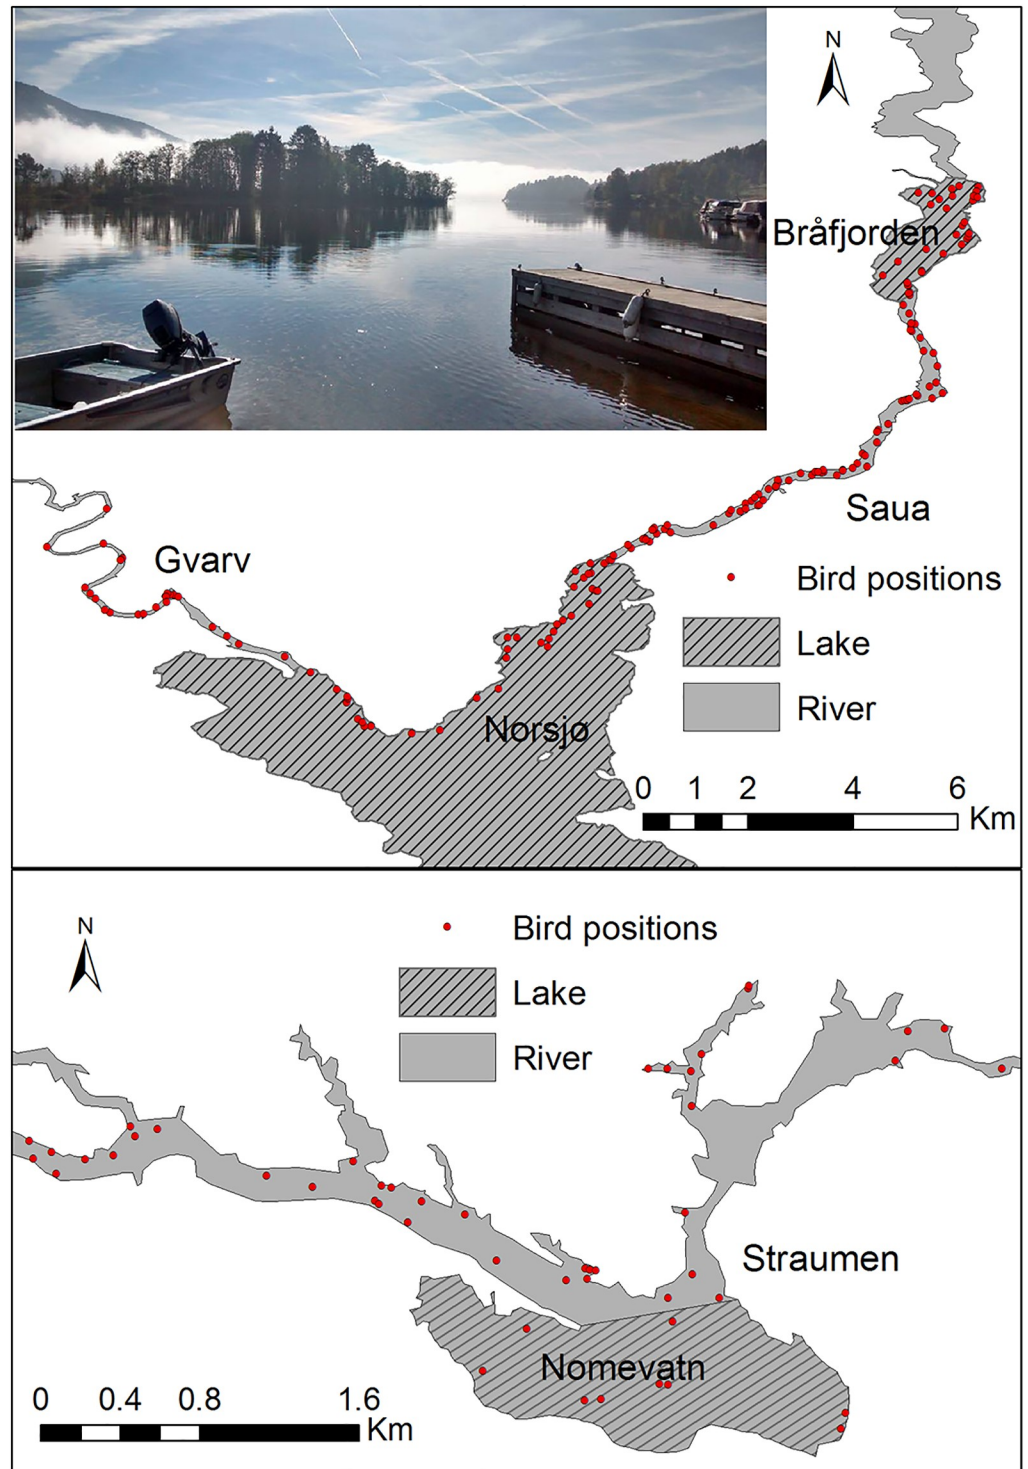 N
Bråfjorden
Saua
Gvarv
Bird positions
Lake
River
Norsjø
0 1 2 4 6
Km
N
Bird positions
Lake
River
Straumen
Nomevatn
0 0.4 0.8 1.6
Km